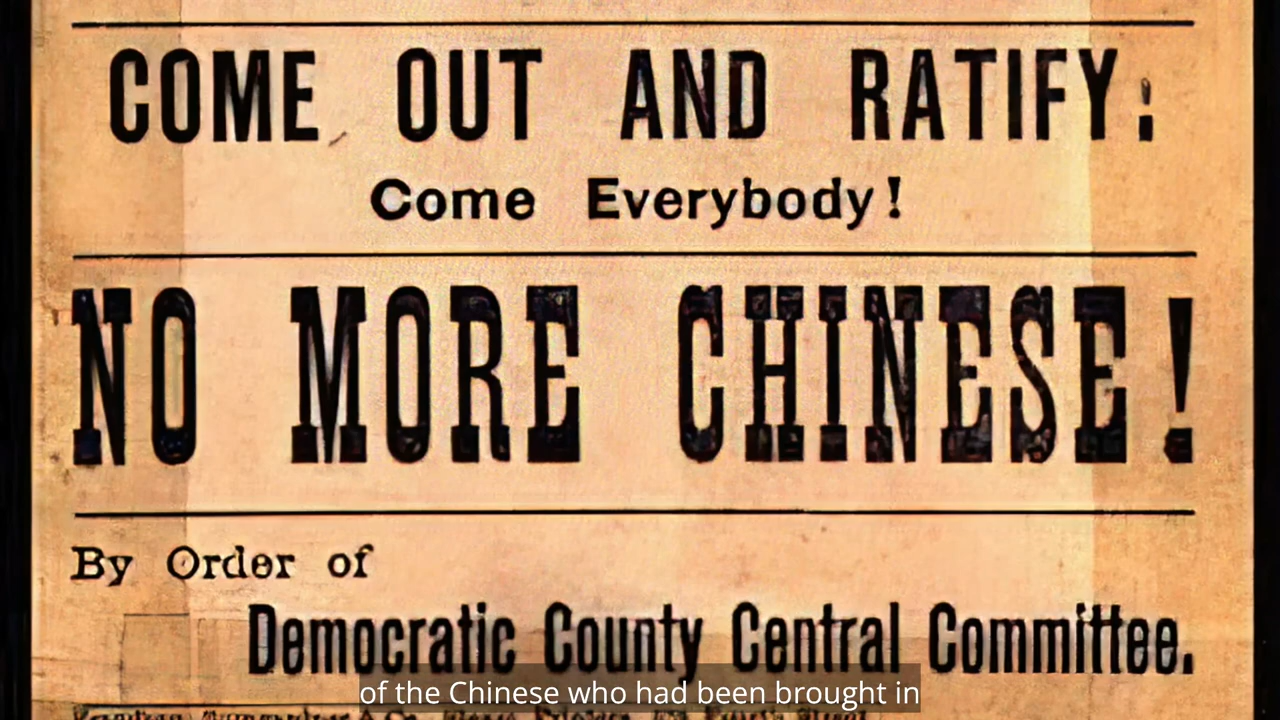 COME OUT AND RATIFY!
Come Everybody!
NO MORE CHINESE!
By Order of
Democratic County Central Committee.
of the Chinese who had been brought in